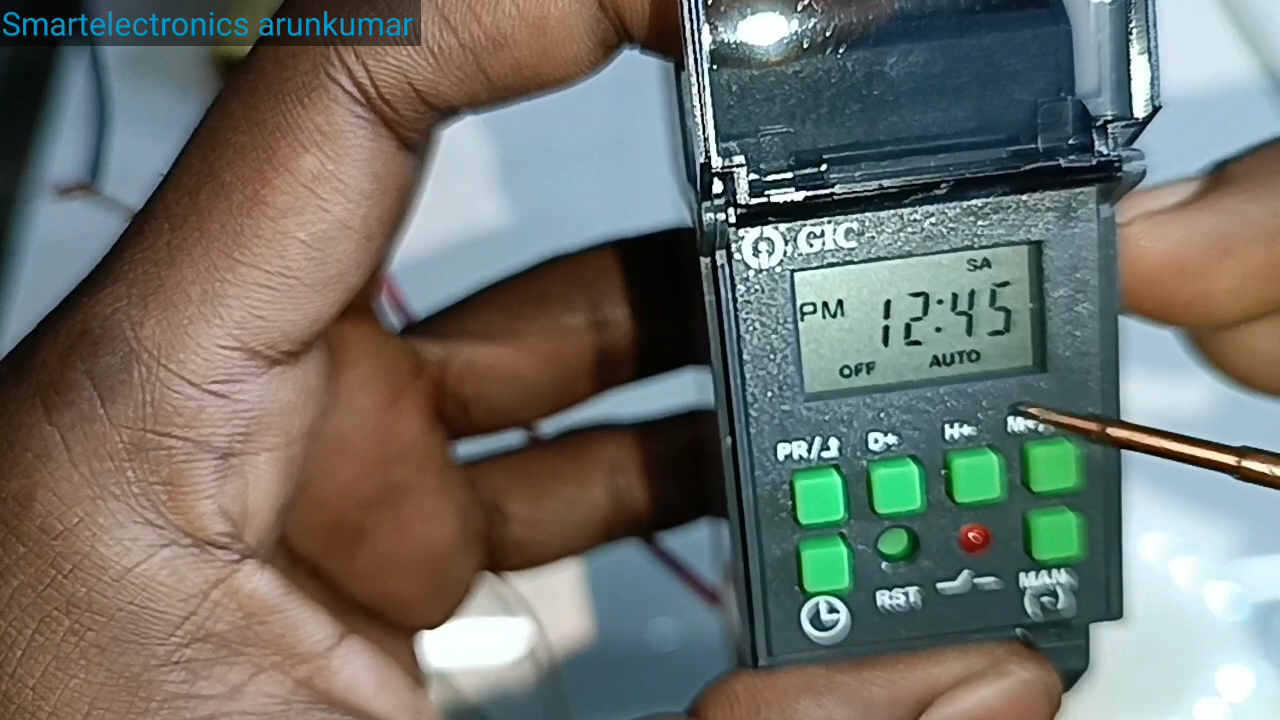 Smartelectronics arunkumar
GIC
SA
PM 12:45
OFF AUTO
PR/ D+ H+
RST MAN